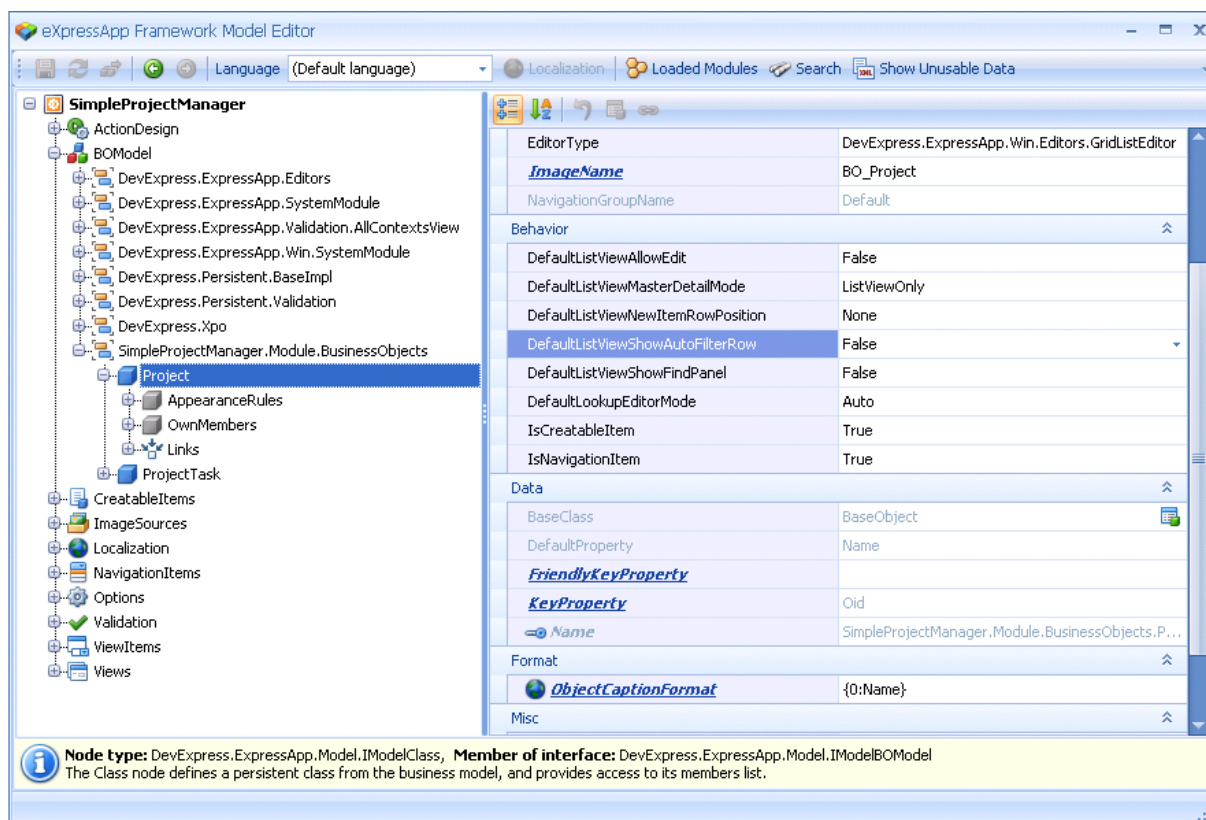 eXpressApp Framework Model Editor
Language (Default language) Localization Loaded Modules Search Show Unusable Data
SimpleProjectManager
ActionDesign
BOModel
DevExpress.ExpressApp.Editors
DevExpress.ExpressApp.SystemModule
DevExpress.ExpressApp.Validation.AllContextsView
DevExpress.ExpressApp.Win.SystemModule
DevExpress.Persistent.BaseImpl
DevExpress.Persistent.Validation
DevExpress.Xpo
SimpleProjectManager.Module.BusinessObjects
Project
AppearanceRules
OwnMembers
Links
ProjectTask
CreatableItems
ImageSources
Localization
NavigationItems
Options
Validation
ViewItems
Views
EditorType DevExpress.ExpressApp.Win.Editors.GridListEditor
ImageName BO_Project
NavigationGroupName Default
Behavior
DefaultListViewAllowEdit False
DefaultListViewMasterDetailMode ListViewOnly
DefaultListViewNewItemRowPosition None
DefaultListViewShowAutoFilterRow False
DefaultListViewShowFindPanel False
DefaultLookupEditorMode Auto
IsCreatableItem True
IsNavigationItem True
Data
BaseClass BaseObject
DefaultProperty Name
FriendlyKeyProperty
KeyProperty Oid
Name SimpleProjectManager.Module.BusinessObjects.P...
Format
ObjectCaptionFormat {0:Name}
Misc
Node type: DevExpress.ExpressApp.Model.IModelClass, Member of interface: DevExpress.ExpressApp.Model.IModelBOModel
The Class node defines a persistent class from the business model, and provides access to its members list.